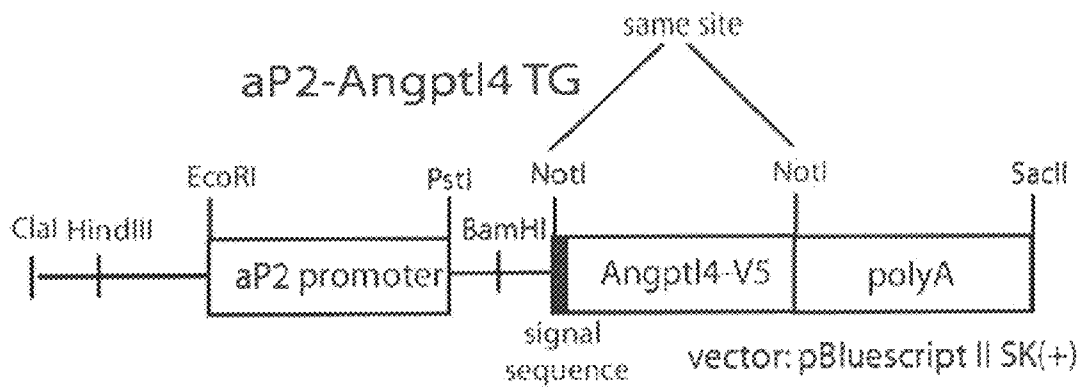 same site
aP2-Angptl4 TG
EcoRI PstI NotI NotI SacII
ClaI HindIII BamHI
aP2 promoter Angptl4-V5 polyA
signal
sequence
vector: pBluescript II SK(+)